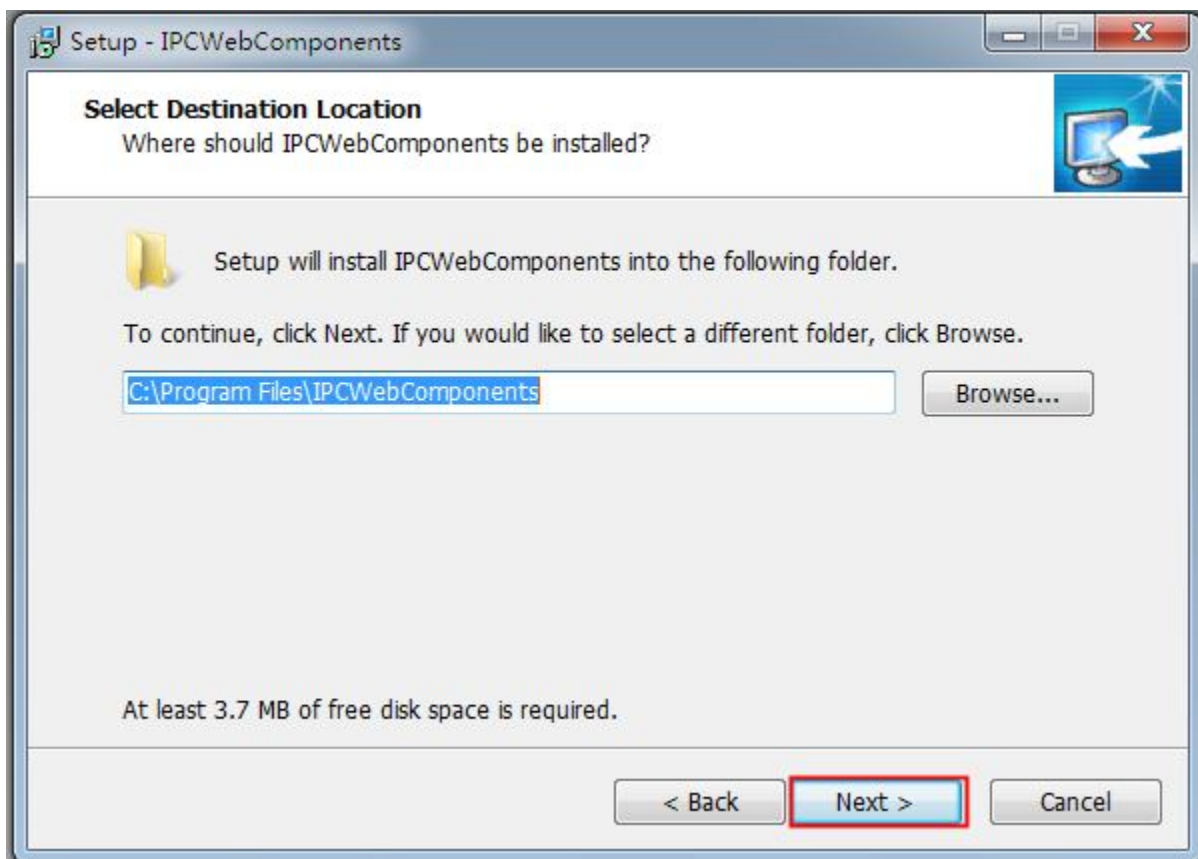 Setup - IPCWebComponents
Select Destination Location
Where should IPCWebComponents be installed?
Setup will install IPCWebComponents into the following folder.
To continue, click Next. If you would like to select a different folder, click Browse.
C:\Program Files\IPCWebComponents
Browse...
At least 3.7 MB of free disk space is required.
< Back
Next >
Cancel